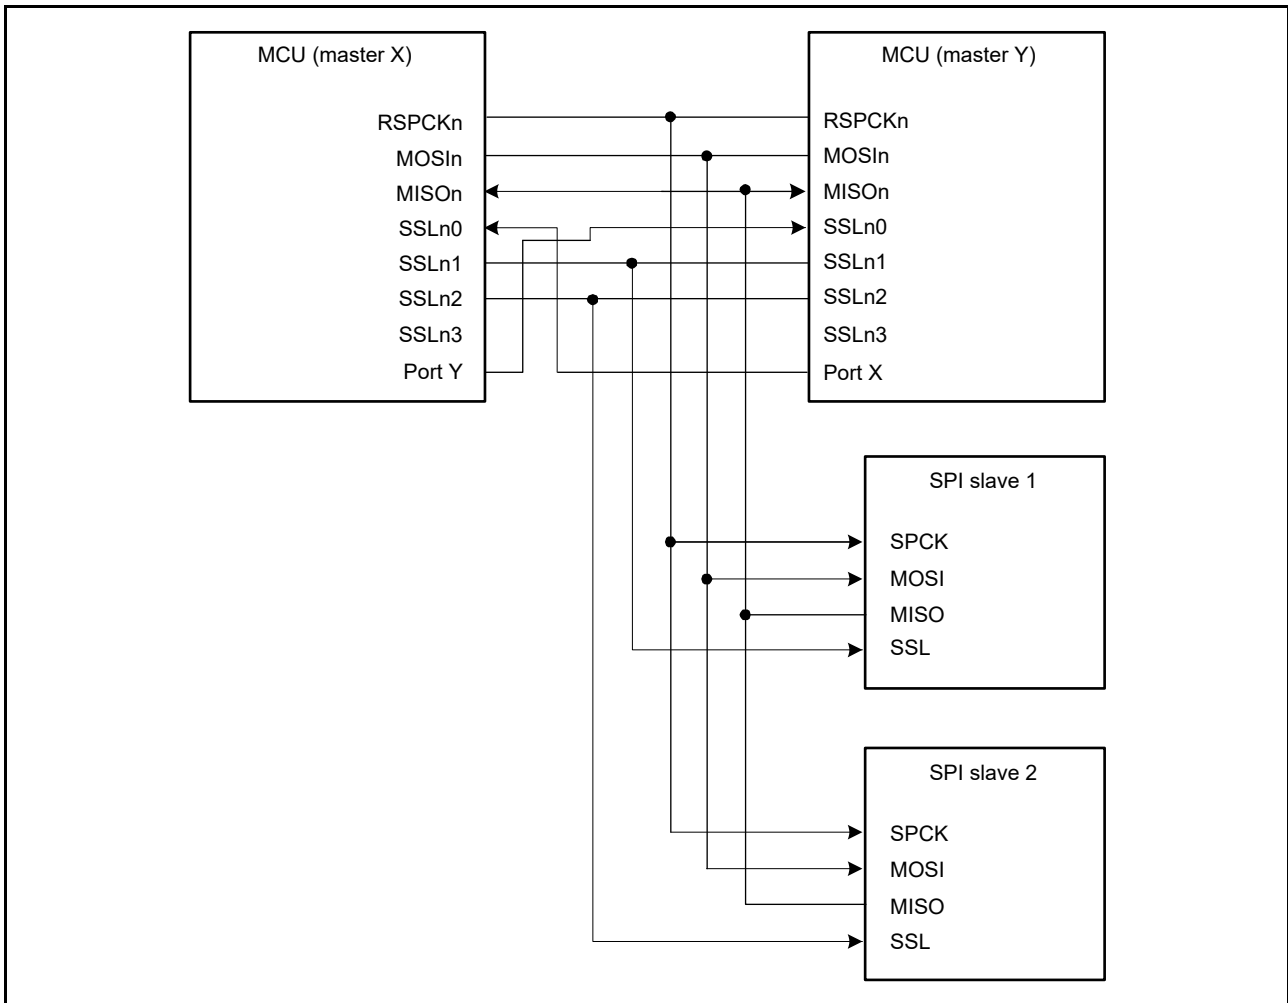 MCU (master X)
RSPCKn
MOSIn
MISOn
SSLn0
SSLn1
SSLn2
SSLn3
Port Y
MCU (master Y)
RSPCKn
MOSIn
MISOn
SSLn0
SSLn1
SSLn2
SSLn3
Port X
SPI slave 1
SPCK
MOSI
MISO
SSL
SPI slave 2
SPCK
MOSI
MISO
SSL